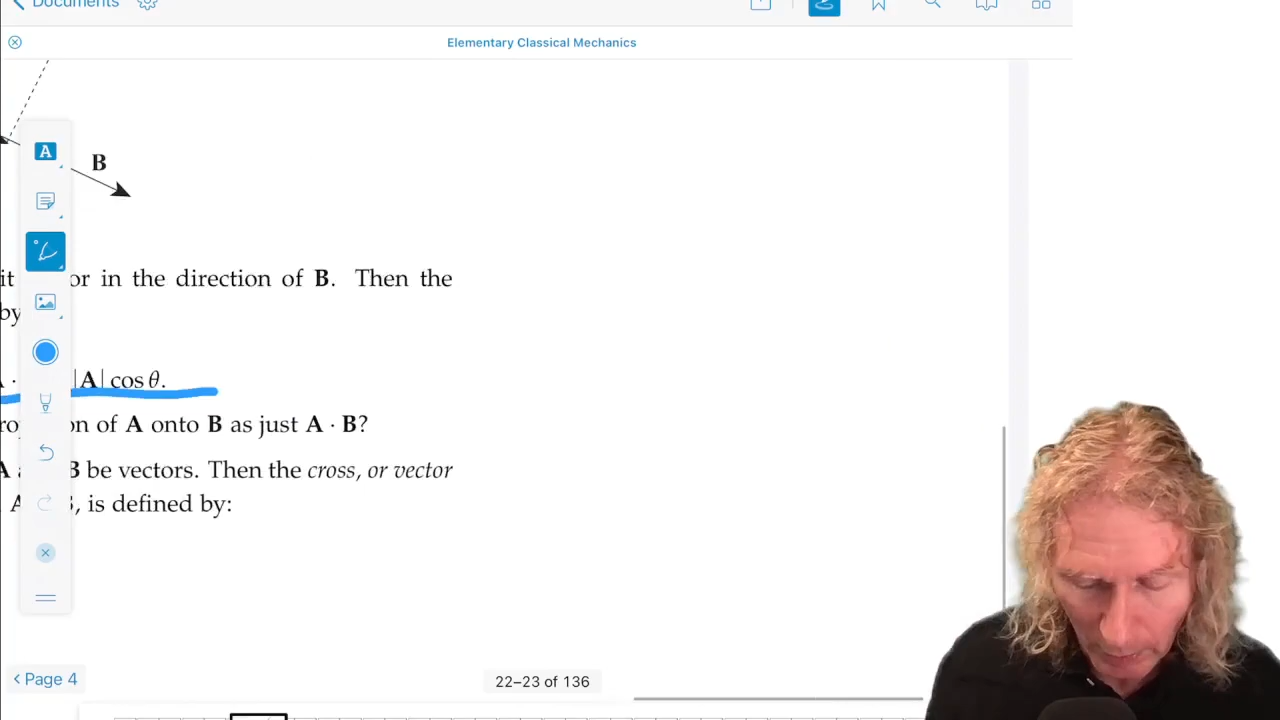 Documents
Elementary Classical Mechanics
A
B
it or in the direction of B. Then the
by
|A| cos θ.
on of A onto B as just A · B?
A B be vectors. Then the cross, or vector
A , is defined by:
< Page 4
22–23 of 136